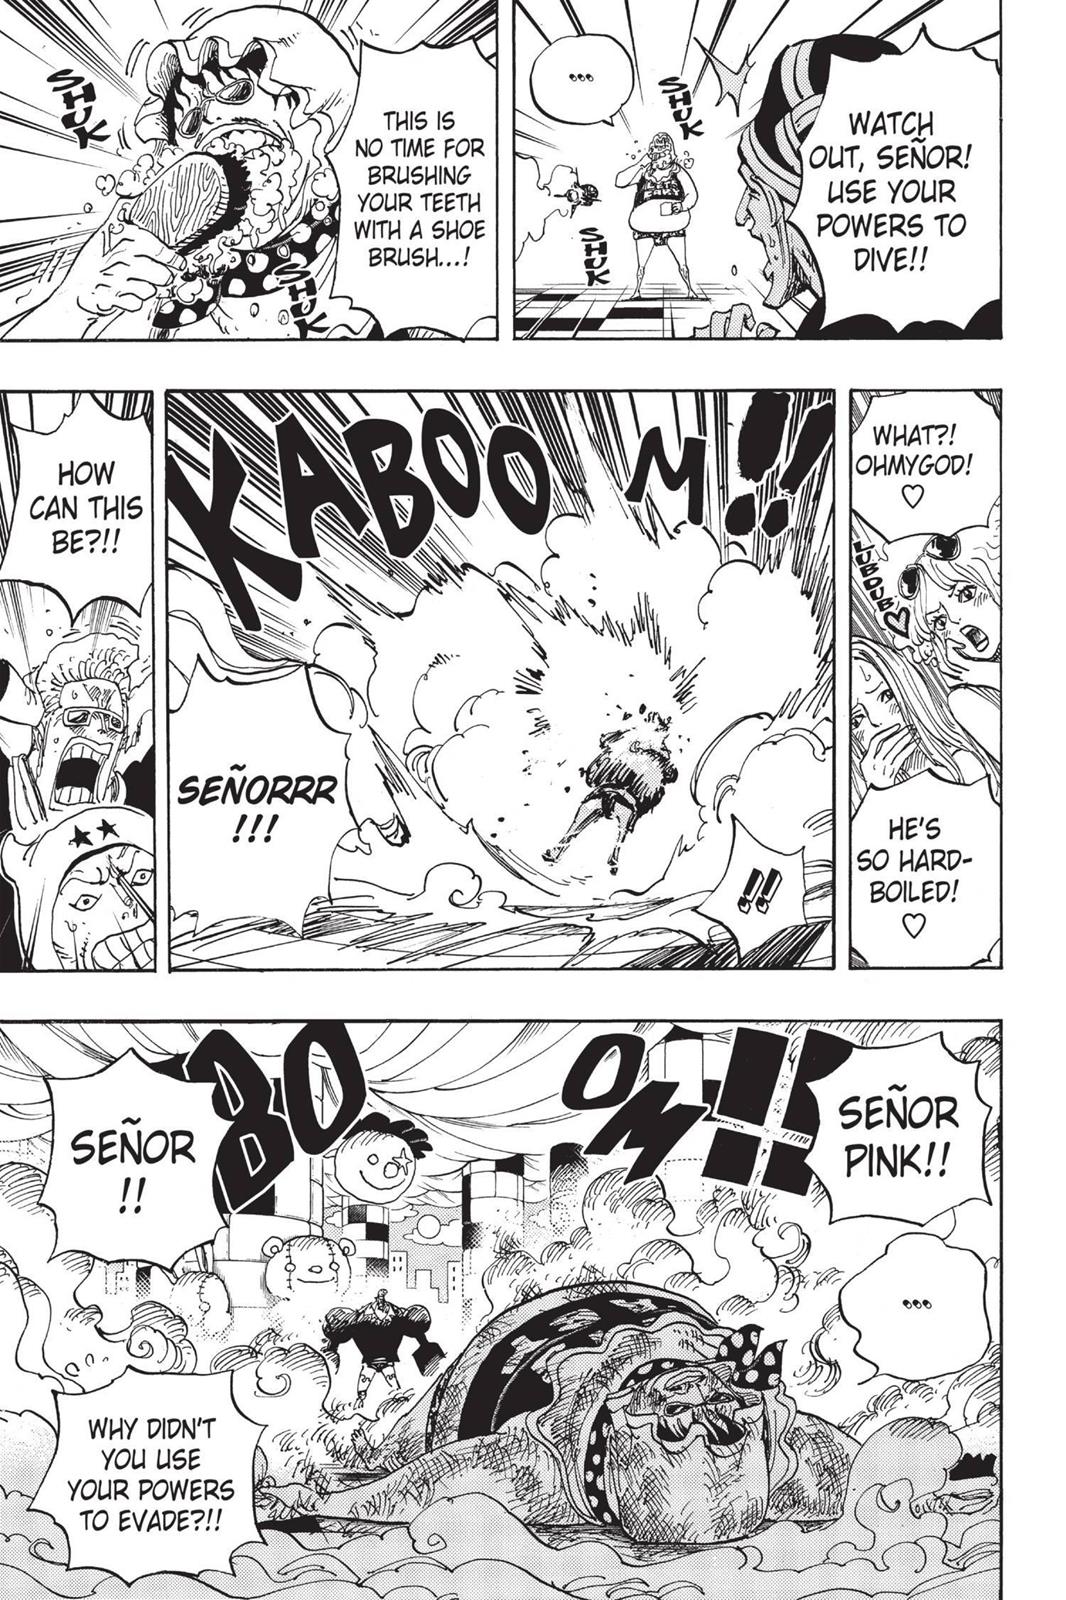 WATCH
OUT, SEÑOR!
USE YOUR
POWERS TO
DIVE!!
...
SHUK
SHUK
THIS IS
NO TIME FOR
BRUSHING
YOUR TEETH
WITH A SHOE
BRUSH...!
SHUK
SHUK
WHAT?!
OHMYGOD!
♡
LUBDUB♡
HE'S
SO HARD-
BOILED!
♡
KABOOM!!
SEÑORRR
!!!
!!
HOW
CAN THIS
BE?!!
BOOM!!
SEÑOR
PINK!!
SEÑOR
!!
...
WHY DIDN'T
YOU USE
YOUR POWERS
TO EVADE?!!